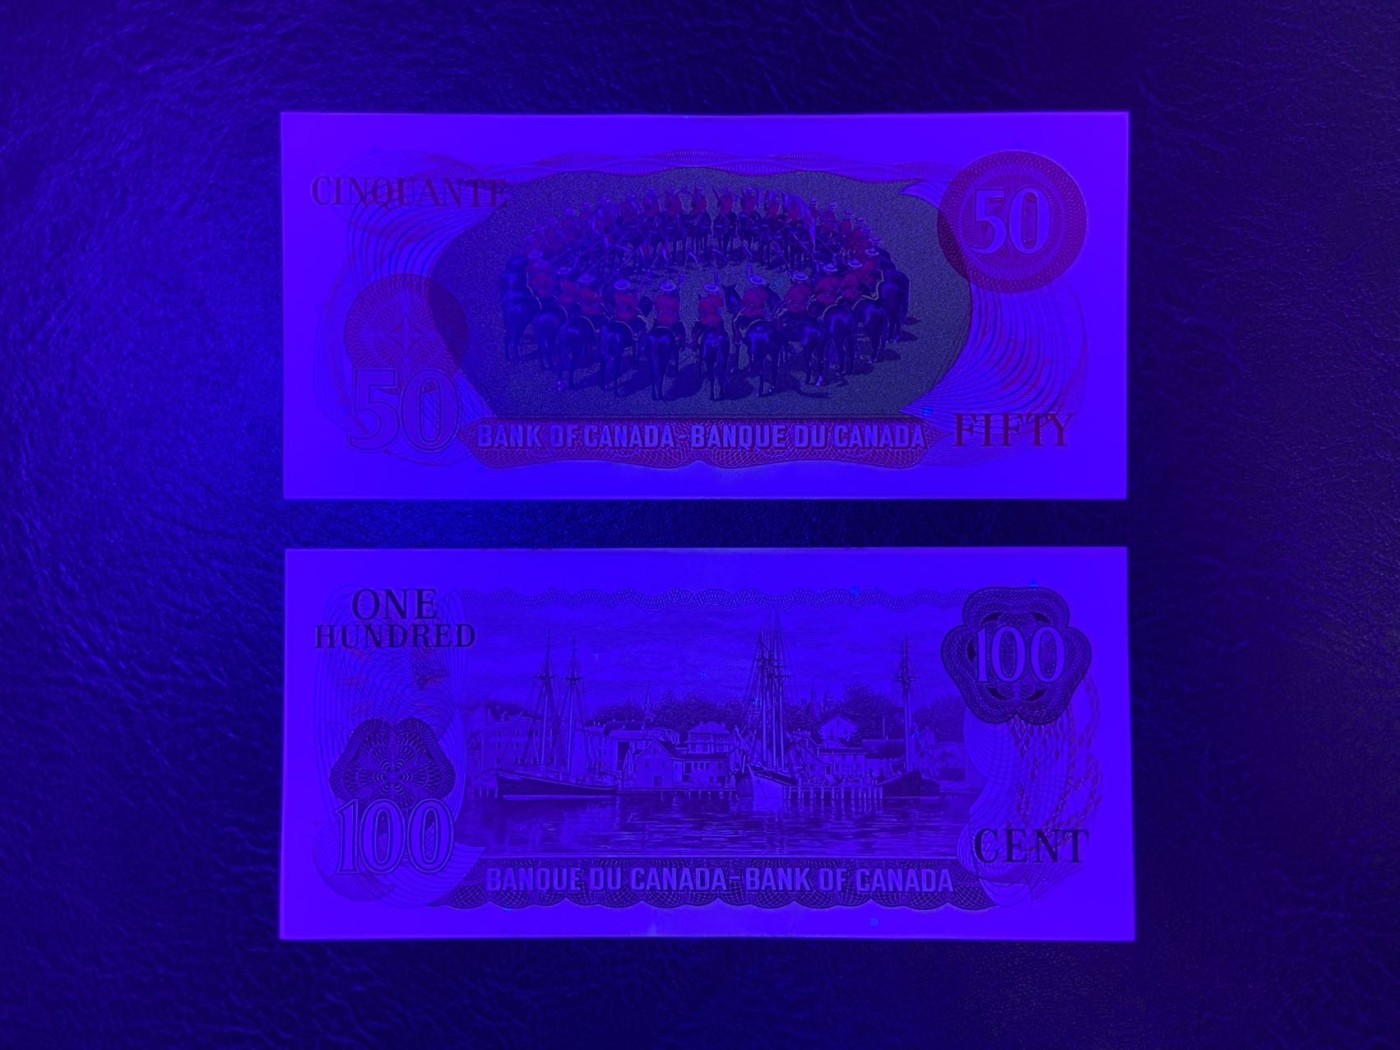 CINQUANTE
50
50
BANK OF CANADA-BANQUE DU CANADA
FIFTY
ONE
HUNDRED
100
100
CENT
BANQUE DU CANADA-BANK OF CANADA